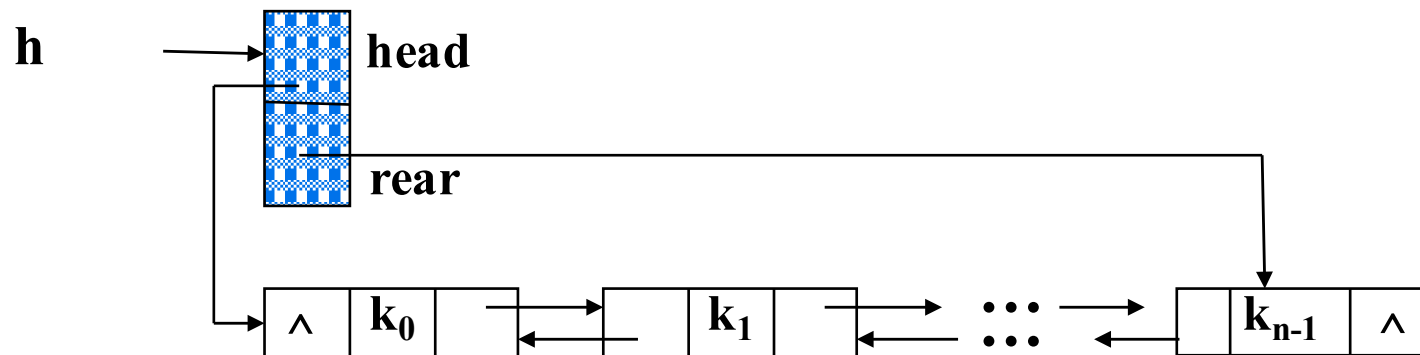 h
head
rear
^ k₀ k₁ ••• kₙ₋₁ ^
•••